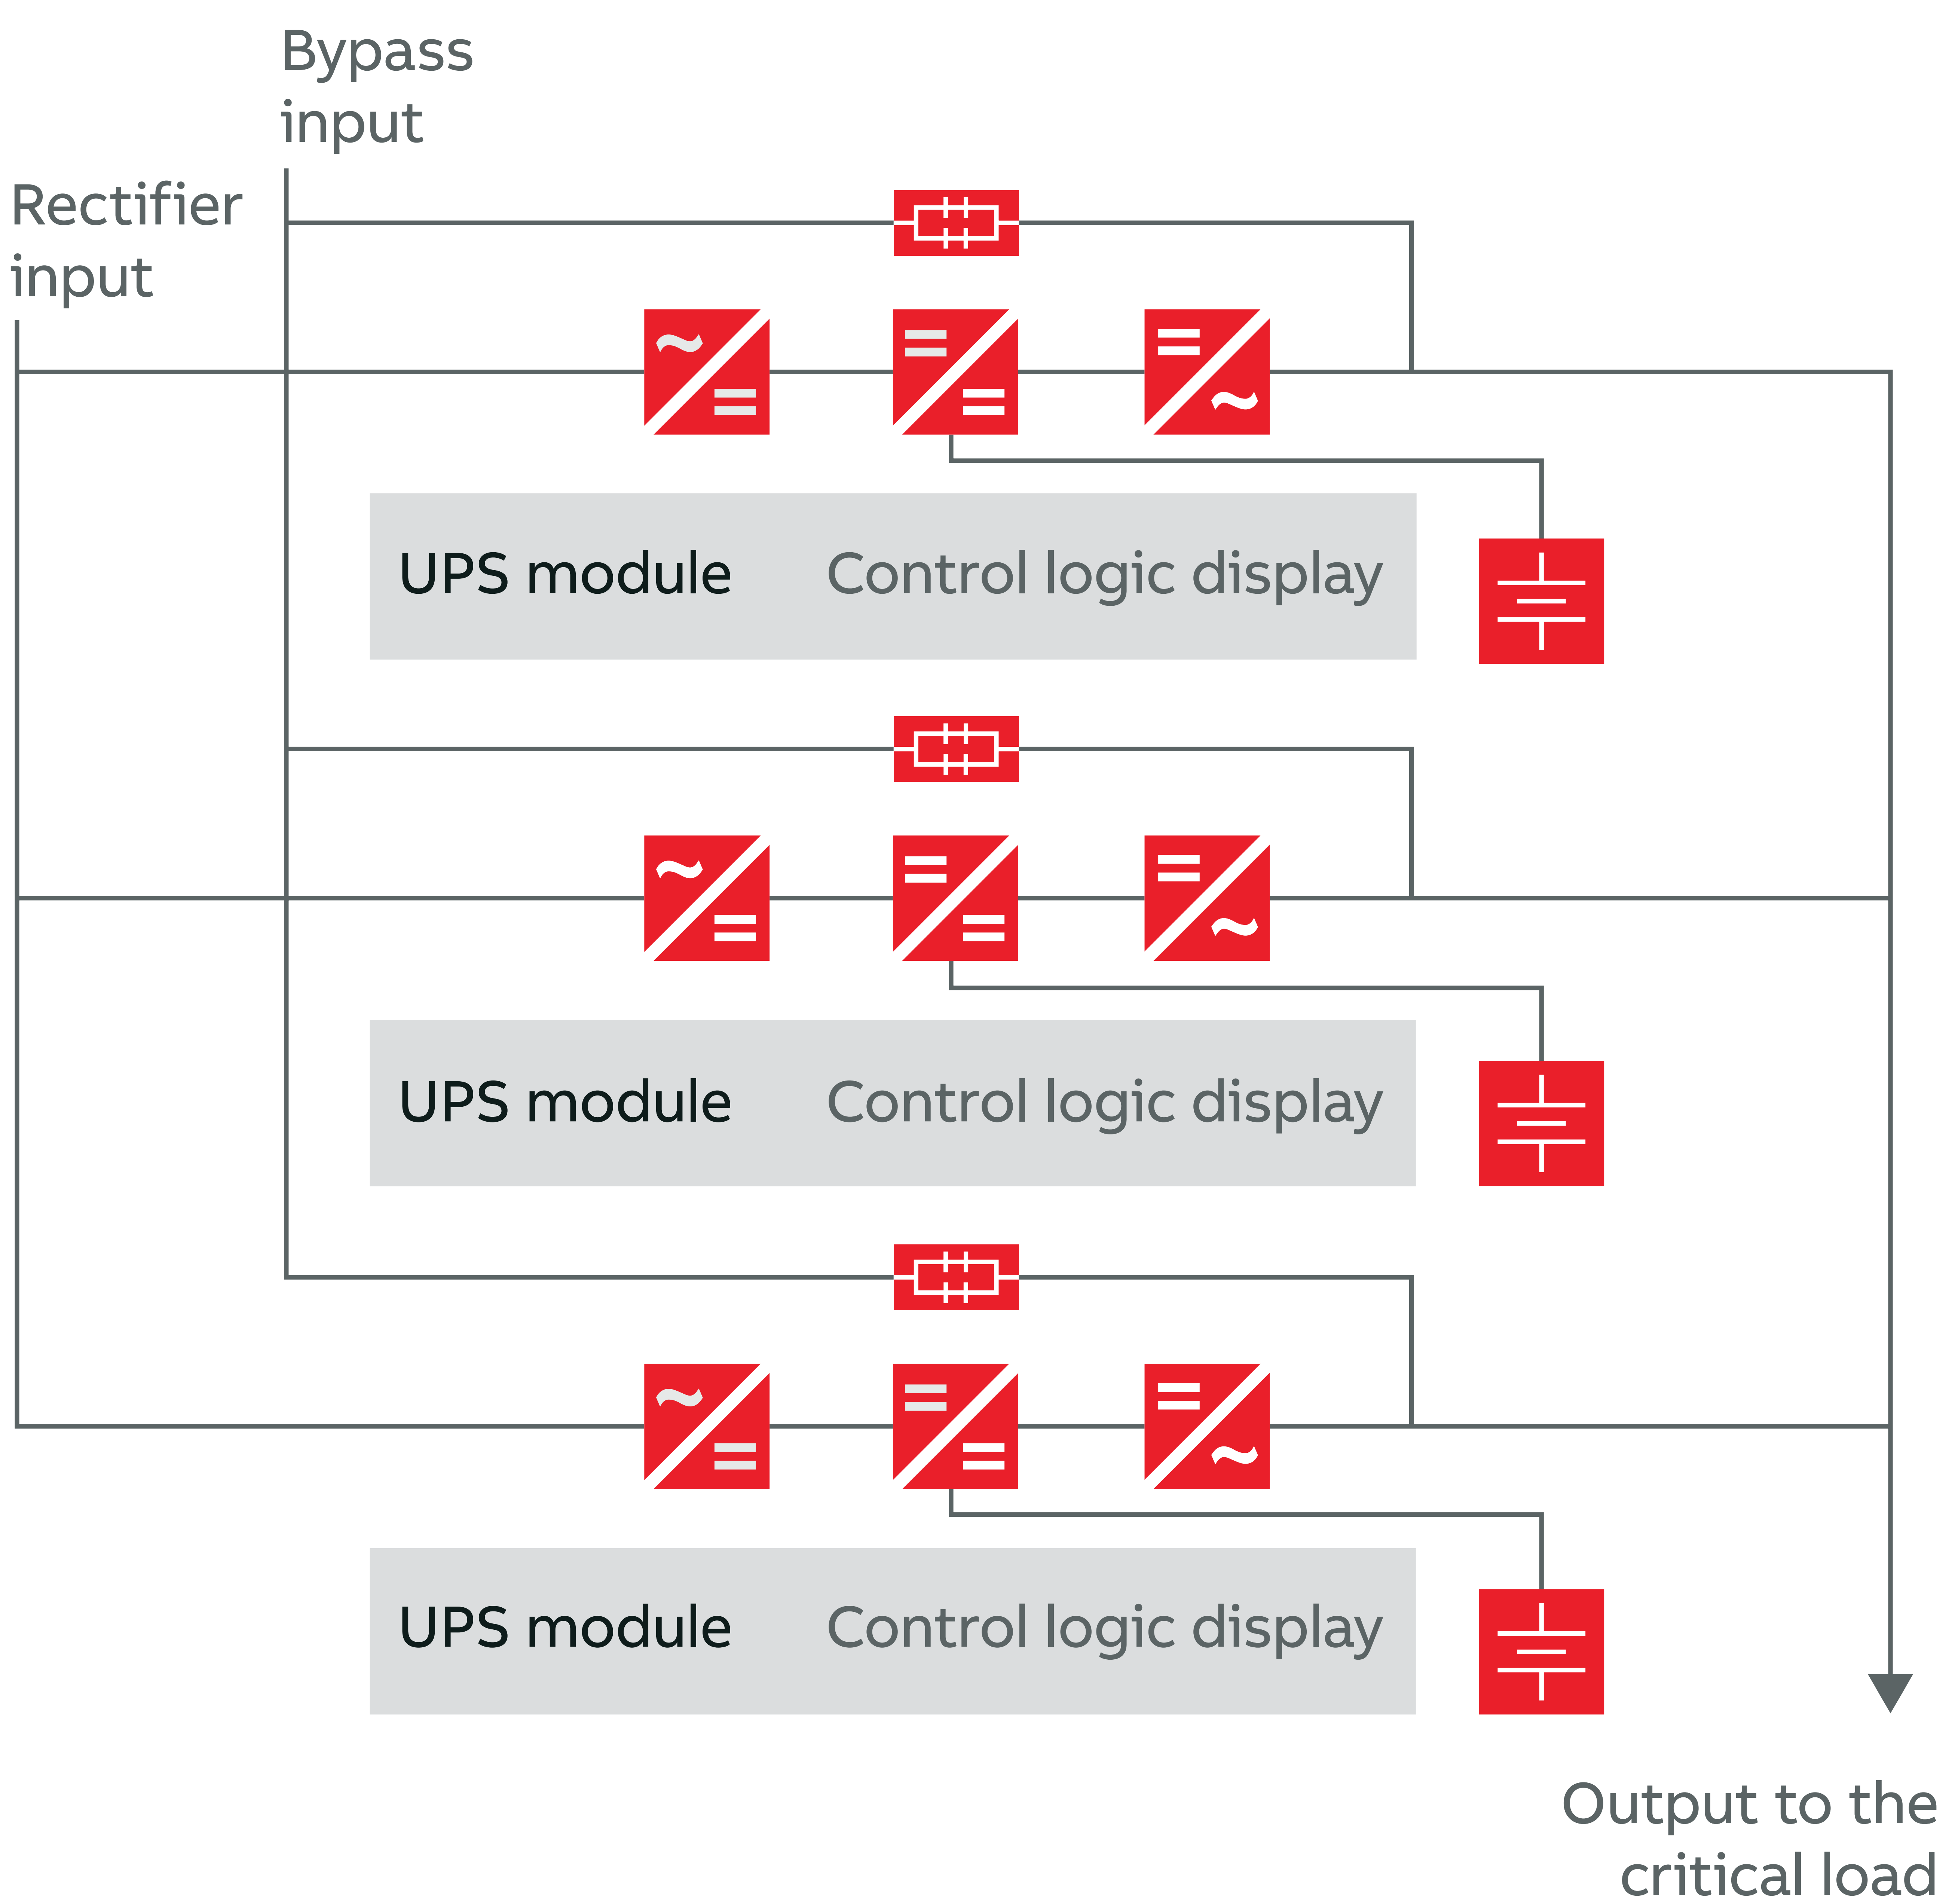 Bypass
input
Rectifier
input
UPS module Control logic display
UPS module Control logic display
UPS module Control logic display
Output to the
critical load